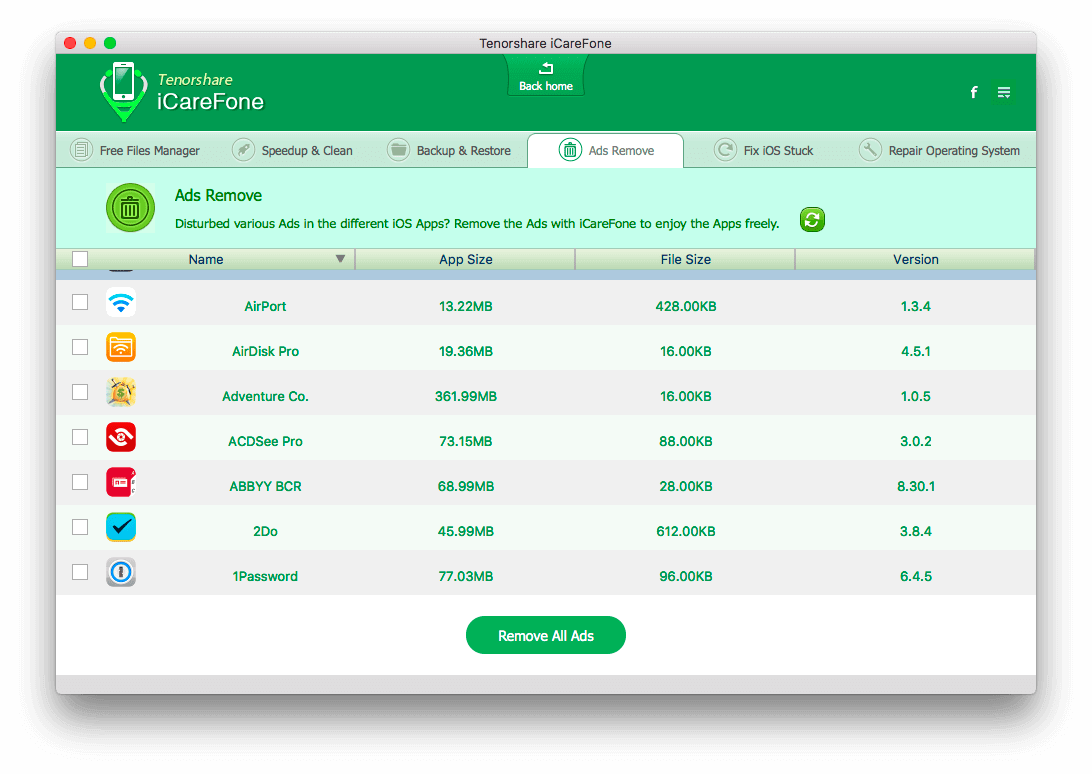 Tenorshare iCareFone
Tenorshare
iCareFone
Back home
f
Free Files Manager
Speedup & Clean
Backup & Restore
Ads Remove
Fix iOS Stuck
Repair Operating System
Ads Remove
Disturbed various Ads in the different iOS Apps? Remove the Ads with iCareFone to enjoy the Apps freely.
Name App Size File Size Version
AirPort 13.22MB 428.00KB 1.3.4
AirDisk Pro 19.36MB 16.00KB 4.5.1
Adventure Co. 361.99MB 16.00KB 1.0.5
ACDSee Pro 73.15MB 88.00KB 3.0.2
ABBYY BCR 68.99MB 28.00KB 8.30.1
2Do 45.99MB 612.00KB 3.8.4
1Password 77.03MB 96.00KB 6.4.5
Remove All Ads